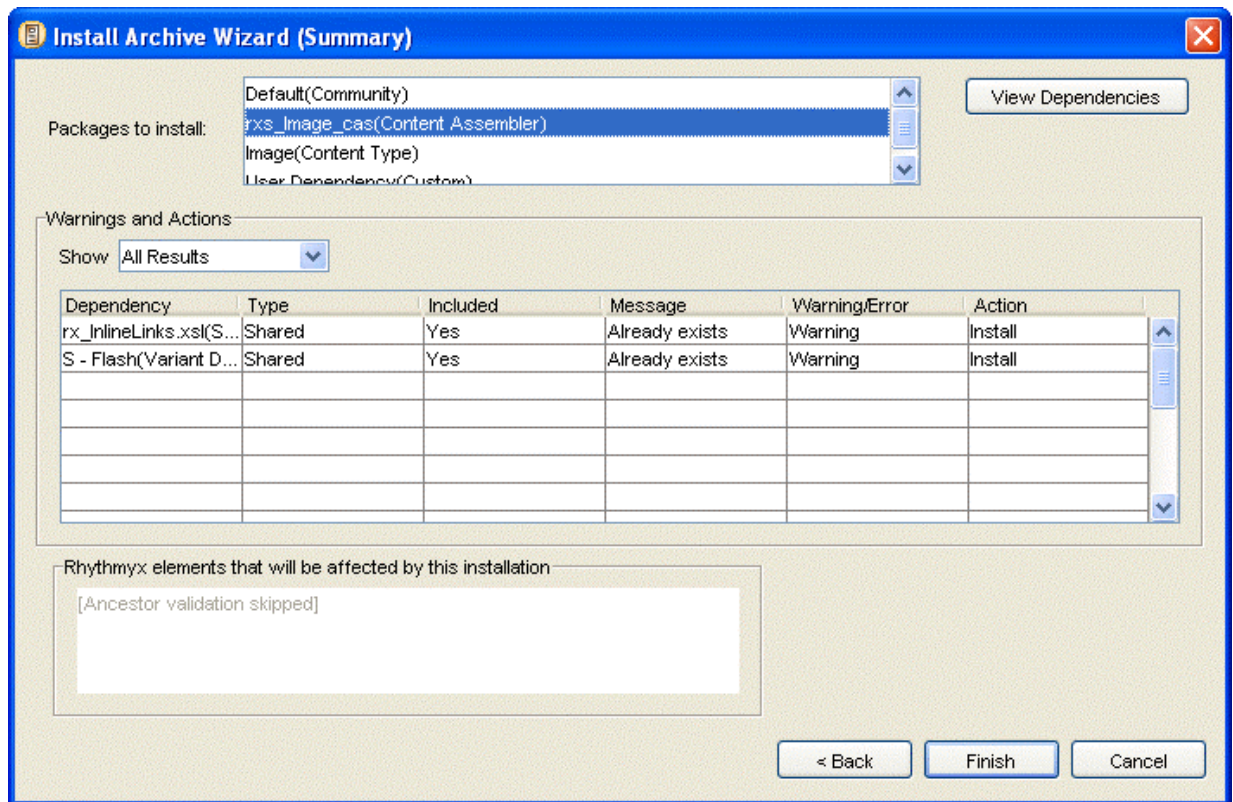 Install Archive Wizard (Summary)
Default(Community)
View Dependencies
Packages to install:
rxs_Image_cas(Content Assembler)
Image(Content Type)
User Dependency(Custom)
Warnings and Actions
Show All Results
Dependency Type Included Message Warning/Error Action
rx_InlineLinks.xsl(S... Shared Yes Already exists Warning Install
S - Flash(Variant D... Shared Yes Already exists Warning Install
Rhythmyx elements that will be affected by this installation
[Ancestor validation skipped]
< Back Finish Cancel